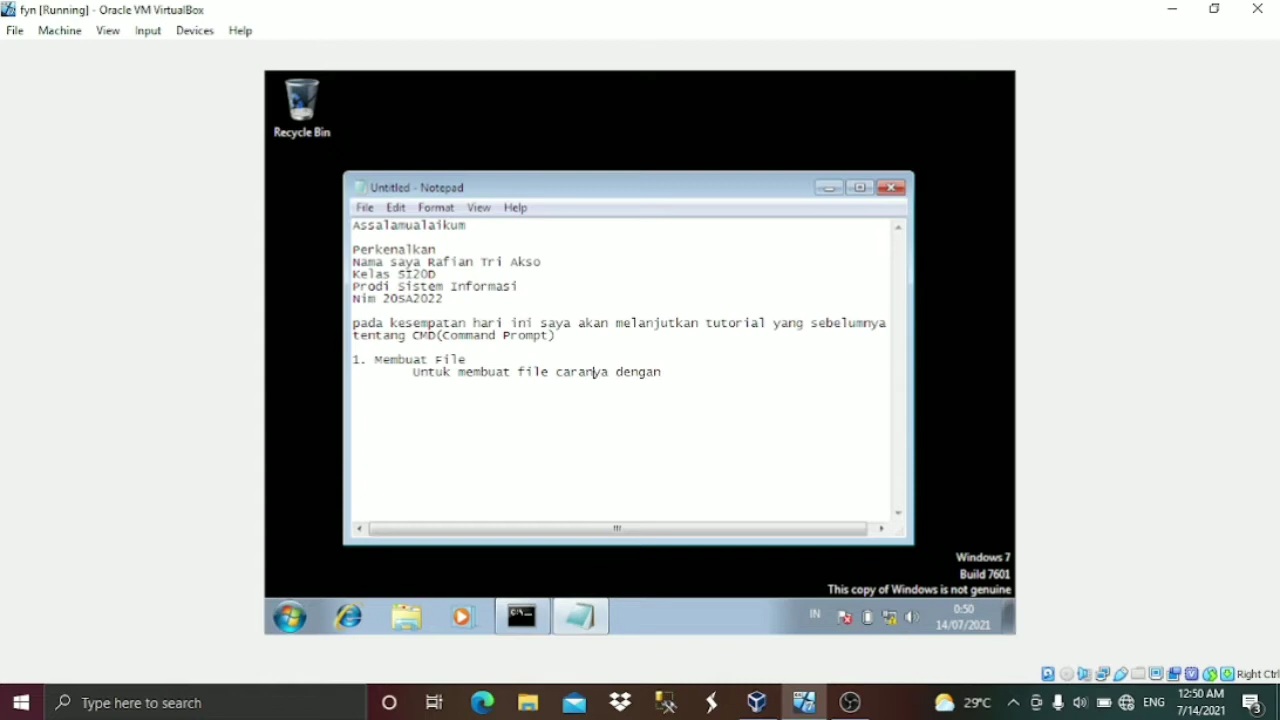 fyn [Running] - Oracle VM VirtualBox
File Machine View Input Devices Help
Recycle Bin
Untitled - Notepad
File Edit Format View Help
Assalamualaikum
Perkenalkan
Nama saya Rafian Tri Akso
Kelas SI20D
Prodi Sistem Informasi
Nim 20SA2022
pada kesempatan hari ini saya akan melanjutkan tutorial yang sebelumnya
tentang CMD(Command Prompt)
1. Membuat File
Untuk membuat file caranya dengan
Windows 7
Build 7601
This copy of Windows is not genuine
C:\...
IN
0:50
14/07/2021
Right Ctrl
Type here to search
29°C
ENG
12:50 AM
7/14/2021
3